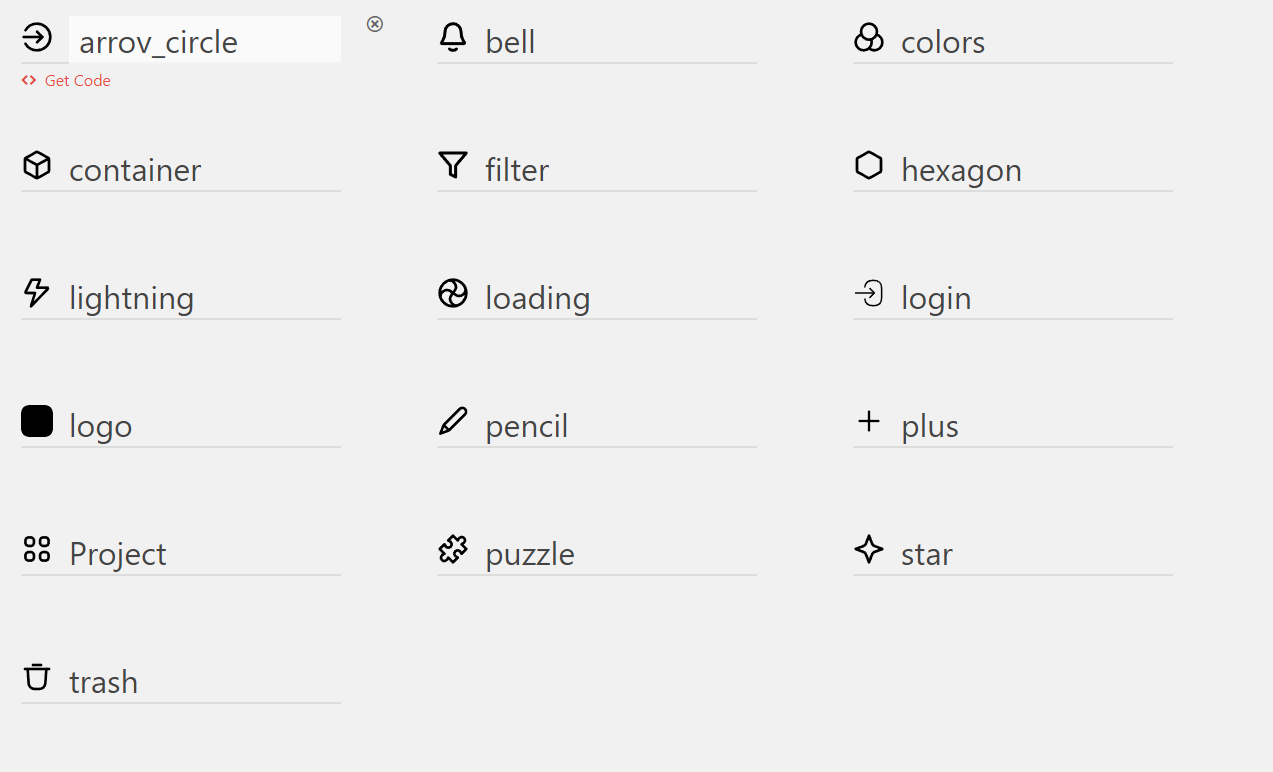 arrov_circle
bell
colors
Get Code
container
filter
hexagon
lightning
loading
login
logo
pencil
plus
Project
puzzle
star
trash